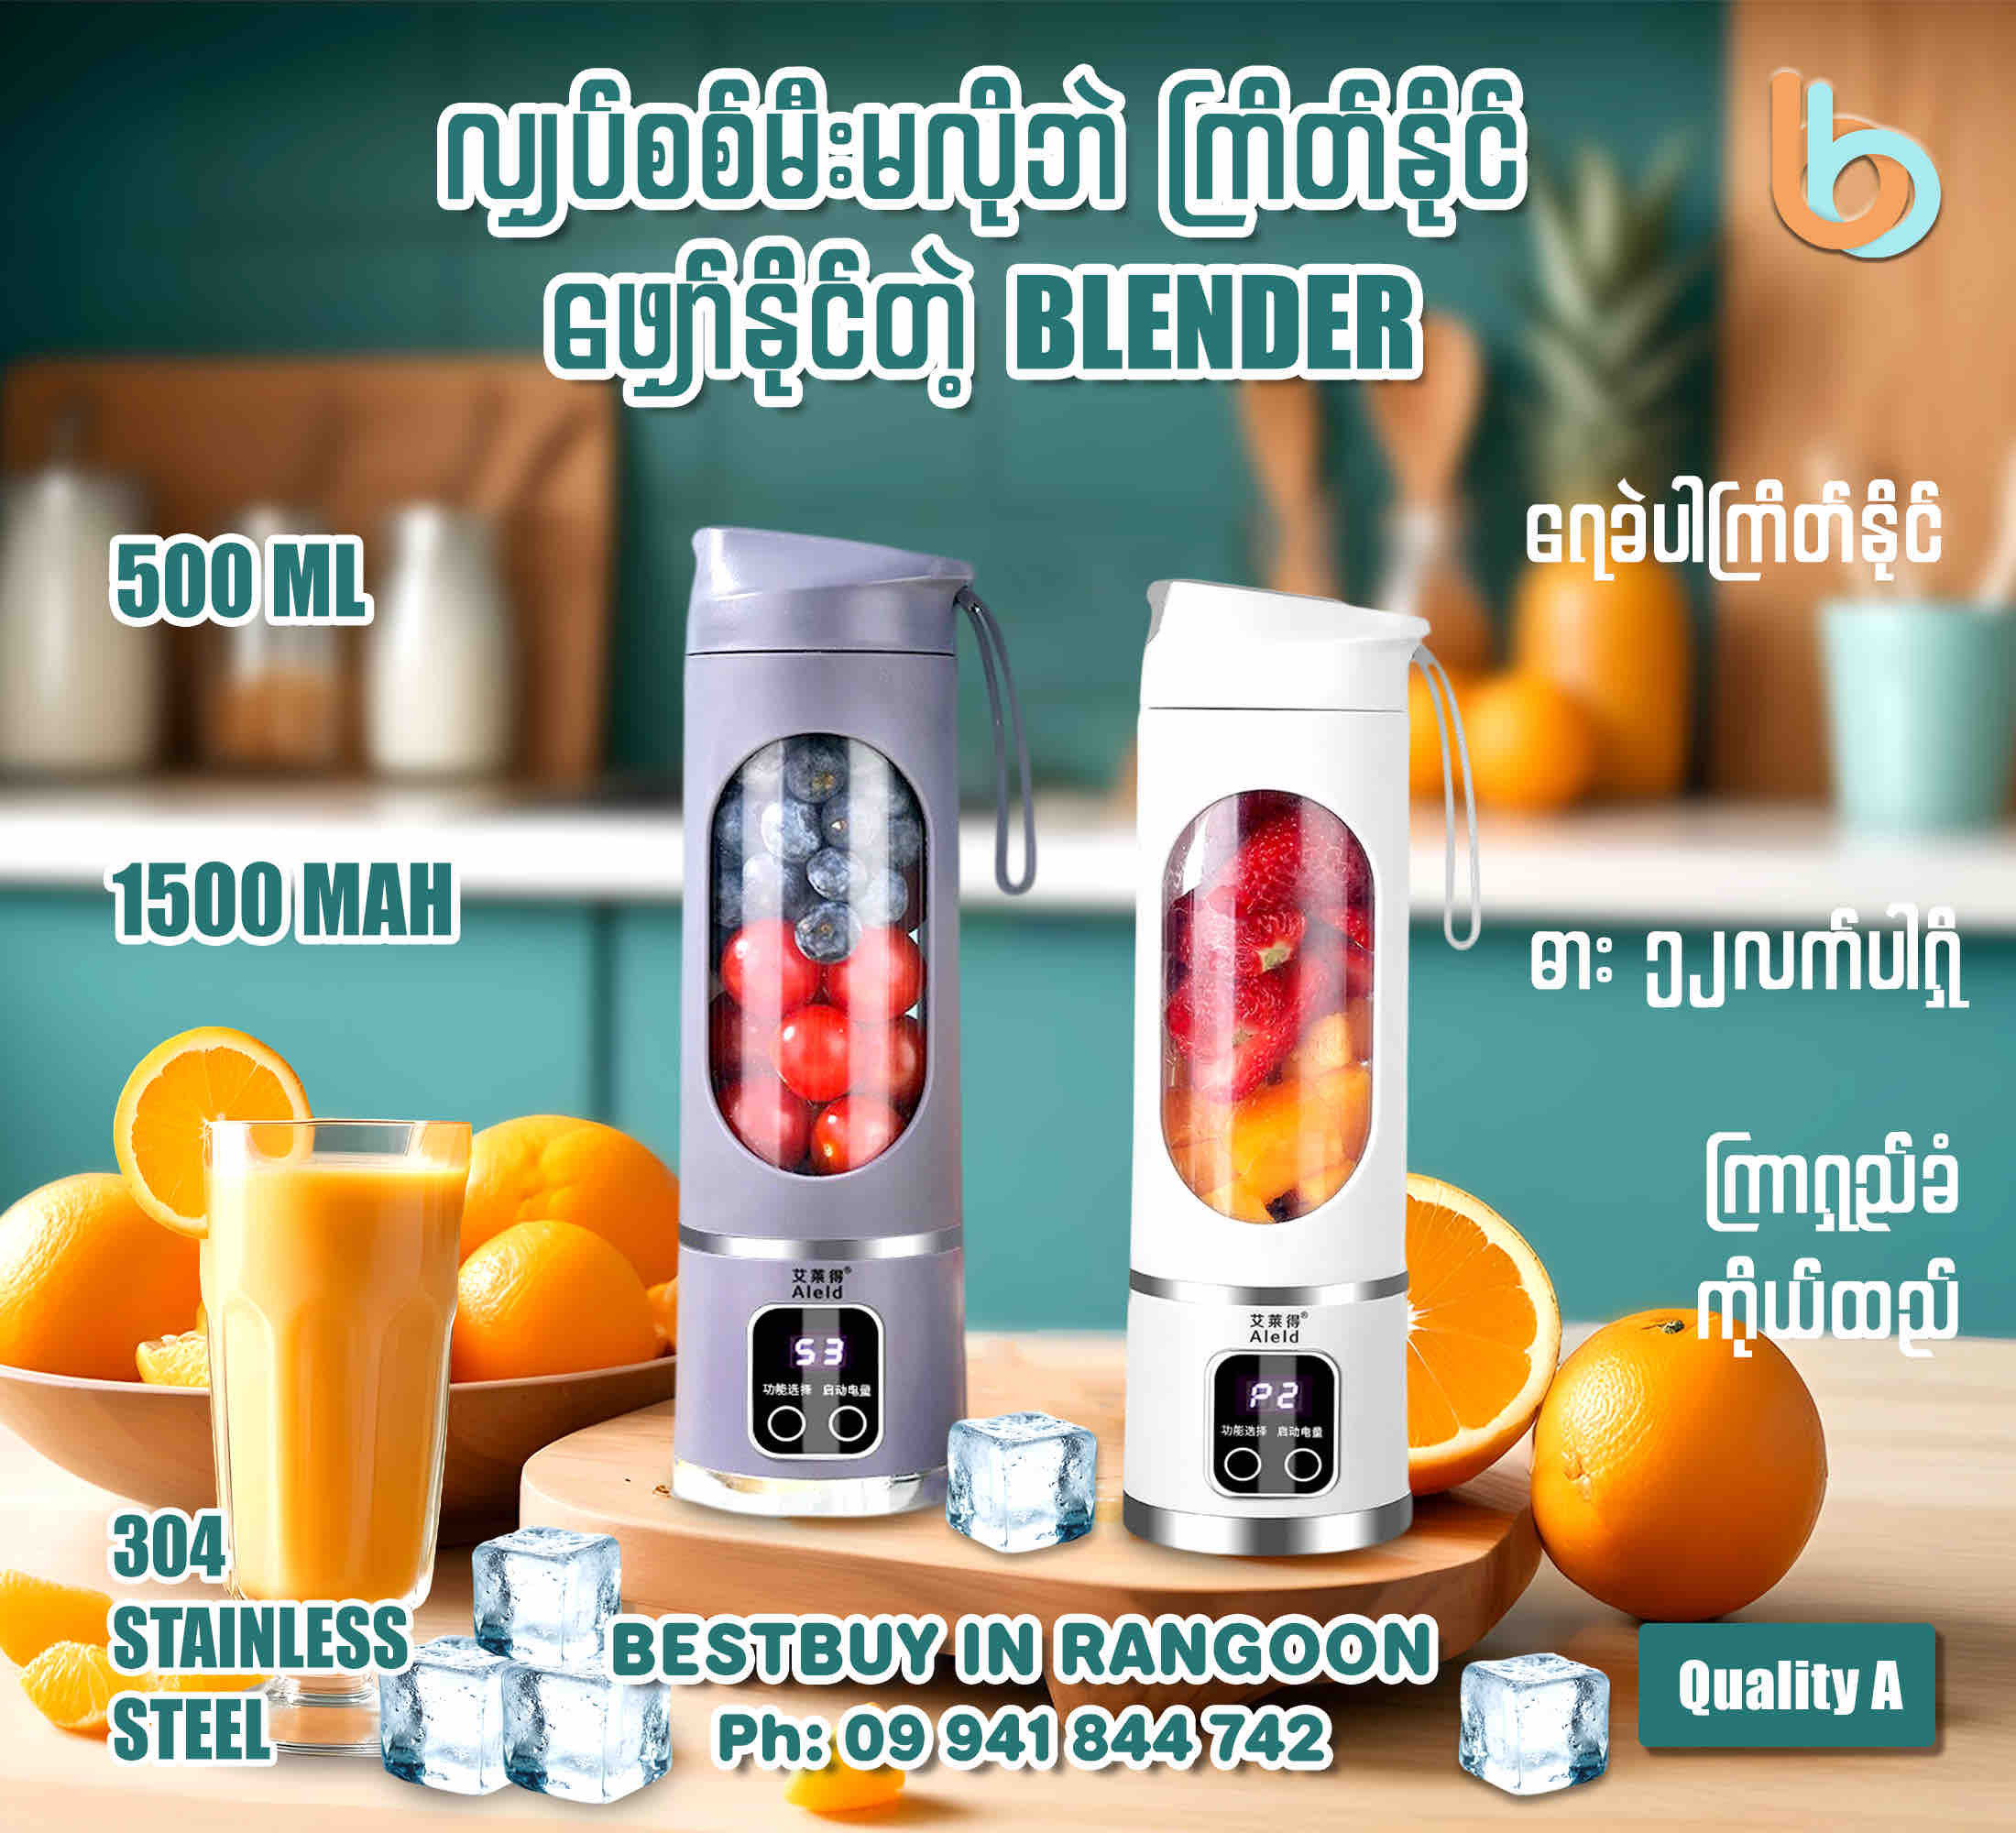 လျှပ်စစ်မီးမလိုဘဲ ကြိတ်နိုင်
ဖျော်နိုင်တဲ့ BLENDER
500 ML
ရေခဲပါကြိတ်နိုင်
1500 MAH
ဓား ၅၂လက်ပါရှိ
ကြာရှည်ခံ
ကိုယ်ထည်
艾莱得®
Aleld
53
功能选择 启动电量
艾莱得®
Aleld
P2
功能选择 启动电量
304
STAINLESS
STEEL
BESTBUY IN RANGOON
Ph: 09 941 844 742
Quality A